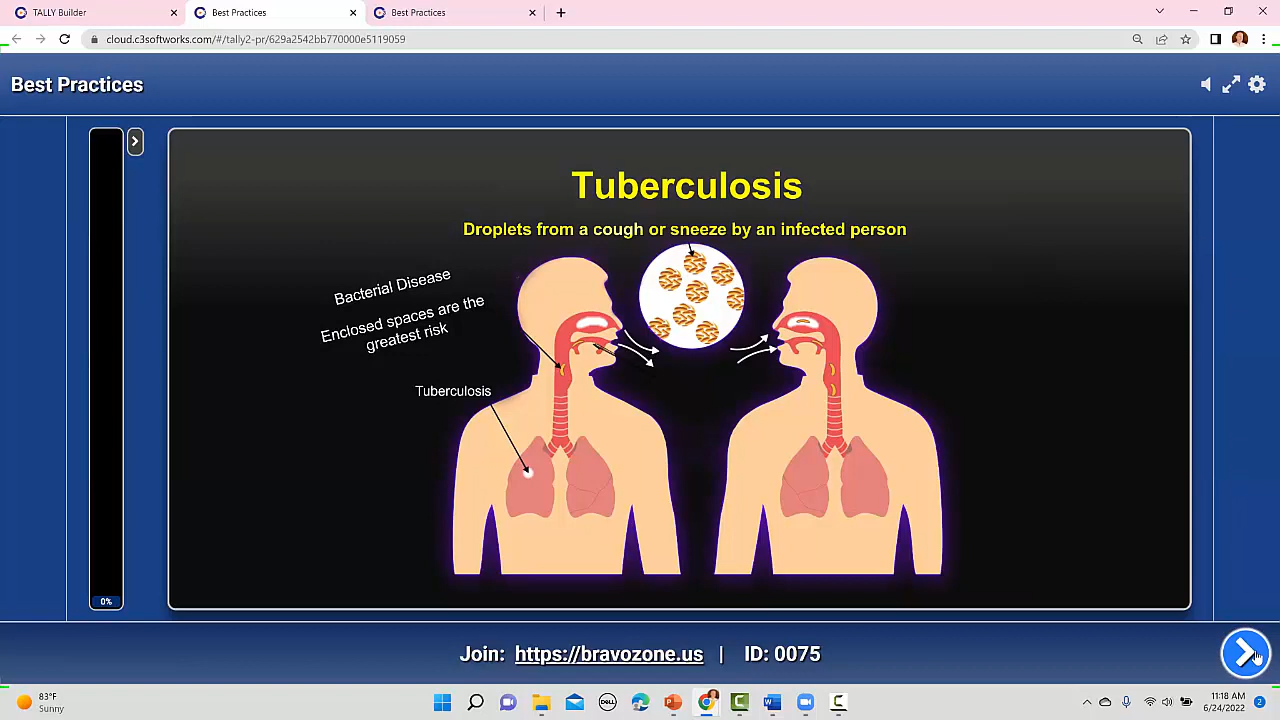 TALLY Builder
Best Practices
Best Practices
cloud.c3softworks.com/#/tally2-pr/629a2542bb770000e5119059
Best Practices
Tuberculosis
Droplets from a cough or sneeze by an infected person
Bacterial Disease
Enclosed spaces are the
greatest risk
Tuberculosis
0%
Join: https://bravozone.us | ID: 0075
83°F
Sunny
DELL
11:18 AM
6/24/2022
2